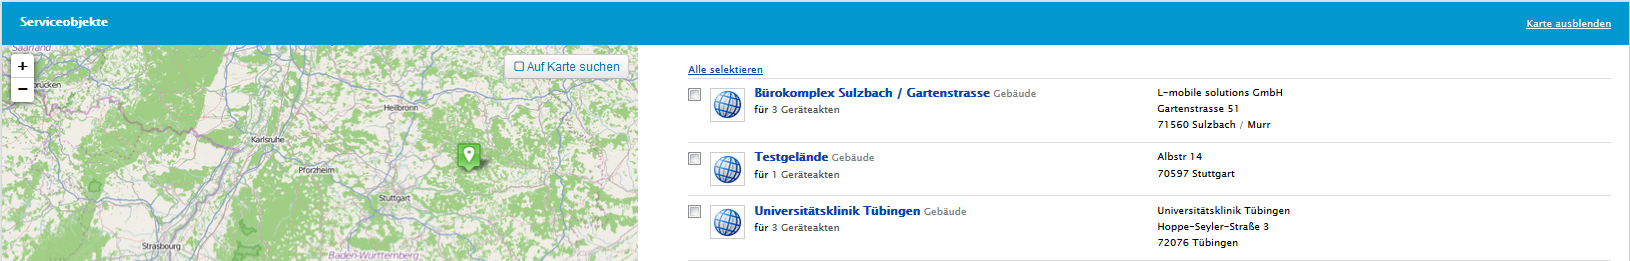 Serviceobjekte
Karte ausblenden
Saarland
brücken
+
−
Auf Karte suchen
Heilbronn
Karlsruhe
Pforzheim
Stuttgart
Strasbourg
Baden-Württemberg
Alle selektieren
Bürokomplex Sulzbach / Gartenstrasse Gebäude
für 3 Geräteakten
L-mobile solutions GmbH
Gartenstrasse 51
71560 Sulzbach / Murr
Testgelände Gebäude
für 1 Geräteakten
Albstr 14
70597 Stuttgart
Universitätsklinik Tübingen Gebäude
für 3 Geräteakten
Universitätsklinik Tübingen
Hoppe-Seyler-Straße 3
72076 Tübingen